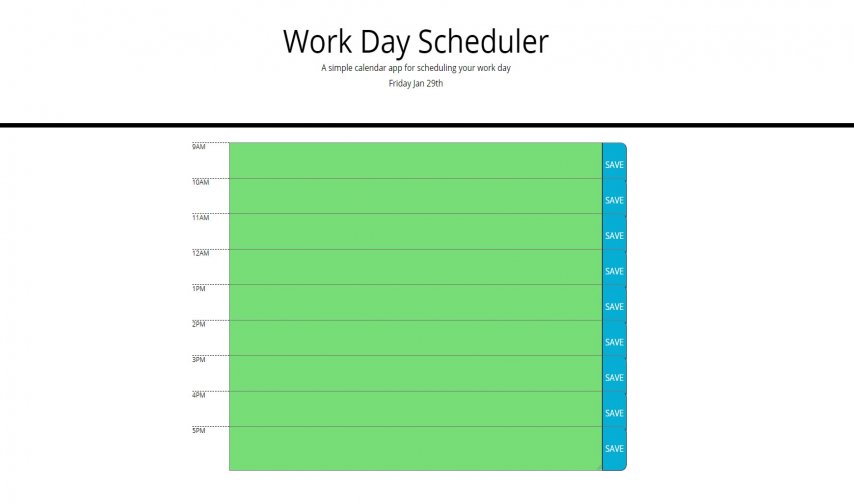 Work Day Scheduler
A simple calendar app for scheduling your work day
Friday Jan 29th
9AM
SAVE
10AM
SAVE
11AM
SAVE
12AM
SAVE
1PM
SAVE
2PM
SAVE
3PM
SAVE
4PM
SAVE
5PM
SAVE